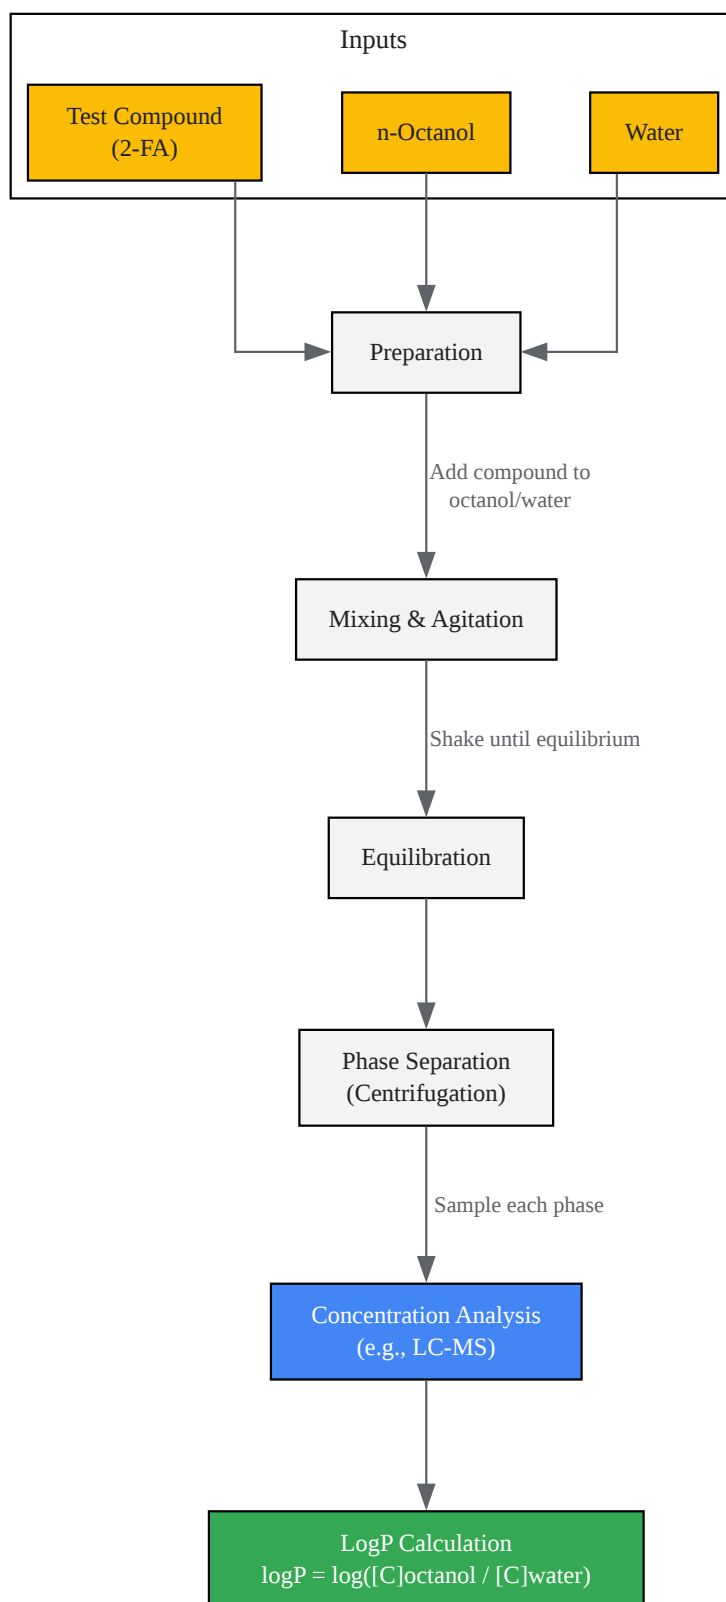 Inputs
Test Compound
(2-FA)
n-Octanol
Water
Preparation
Add compound to
octanol/water
Mixing & Agitation
Shake until equilibrium
Equilibration
Phase Separation
(Centrifugation)
Sample each phase
Concentration Analysis
(e.g., LC-MS)
LogP Calculation
logP = log([C]octanol / [C]water)